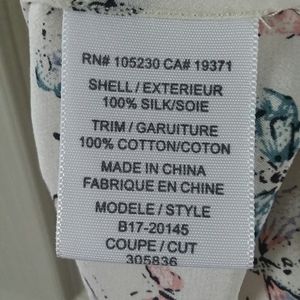 RN# 105230 CA# 19371
SHELL / EXTERIEUR
100% SILK/SOIE
TRIM / GARUITURE
100% COTTON/COTON
MADE IN CHINA
FABRIQUE EN CHINE
MODELE / STYLE
B17-20145
COUPE / CUT
305836